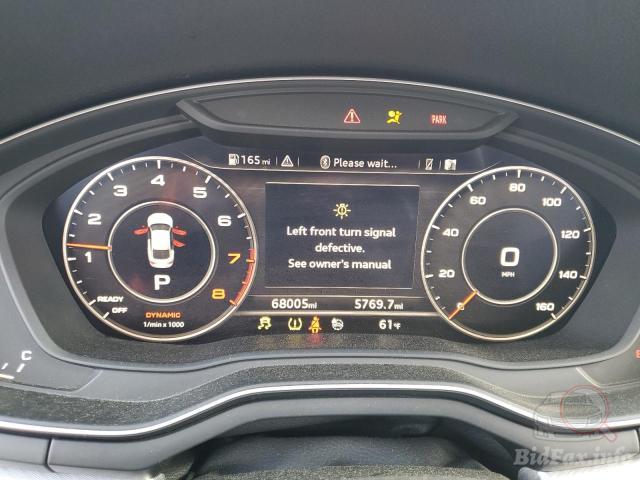 PARK
165 mi
Please wait...
1 2 3 4 5 6 7 8
READY
OFF
P
DYNAMIC
1/min x 1000
Left front turn signal
defective.
See owner's manual
68005mi
5769.7mi
61°F
0 20 40 60 80 100 120 140 160
0
MPH
C
BidFax.info